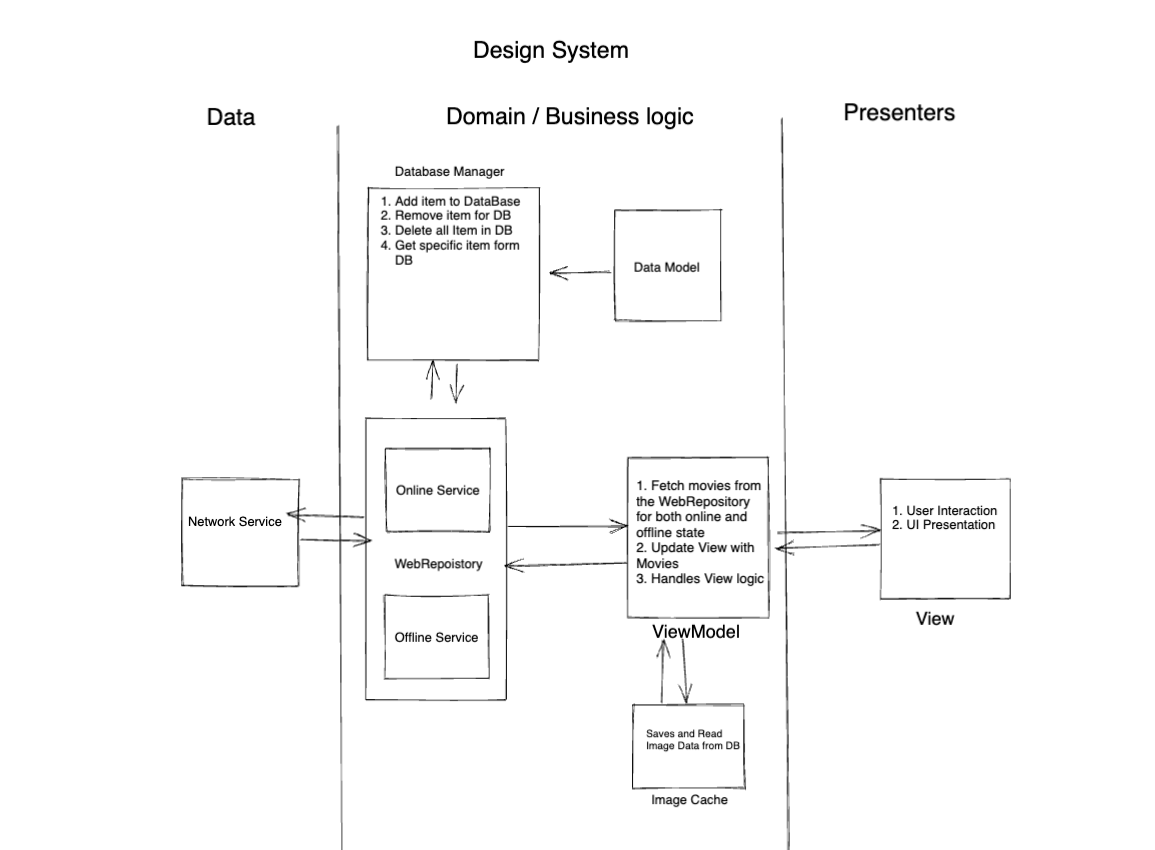 Design System
Data
Domain / Business logic
Presenters
Database Manager
1. Add item to DataBase
2. Remove item for DB
3. Delete all Item in DB
4. Get specific item form
DB
Data Model
Network Service
Online Service
WebRepoistory
Offline Service
1. Fetch movies from
the WebRepository
for both online and
offline state
2. Update View with
Movies
3. Handles View logic
ViewModel
1. User Interaction
2. UI Presentation
View
Saves and Read
Image Data from DB
Image Cache